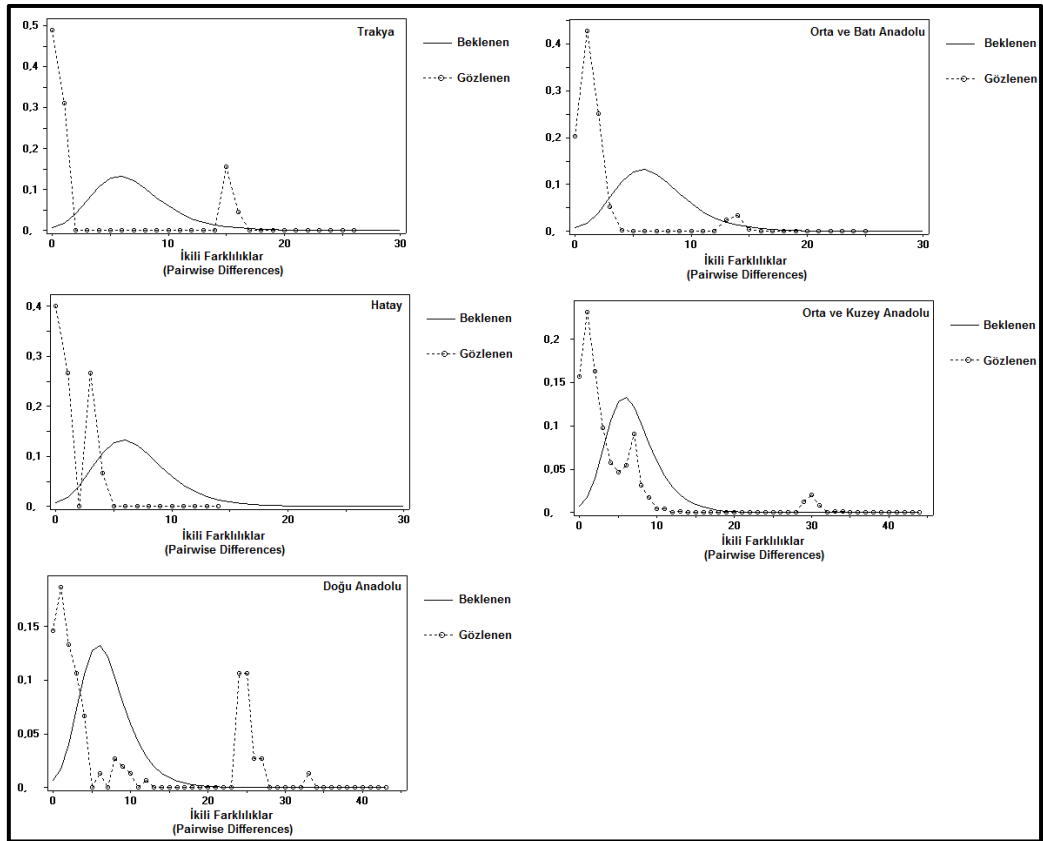 Trakya
0,5
0,4
0,3
0,2
0,1
0,
0 10 20 30
İkili Farklılıklar
(Pairwise Differences)
Beklenen
Gözlenen
Orta ve Batı Anadolu
0,4
0,3
0,2
0,1
0,
0 10 20 30
İkili Farklılıklar
(Pairwise Differences)
Beklenen
Gözlenen
Hatay
0,4
0,3
0,2
0,1
0,
0 10 20 30
İkili Farklılıklar
(Pairwise Differences)
Beklenen
Gözlenen
Orta ve Kuzey Anadolu
0,2
0,15
0,1
0,05
0,
0 10 20 30 40
İkili Farklılıklar
(Pairwise Differences)
Beklenen
Gözlenen
Doğu Anadolu
0,15
0,1
0,05
0,
0 10 20 30 40
İkili Farklılıklar
(Pairwise Differences)
Beklenen
Gözlenen